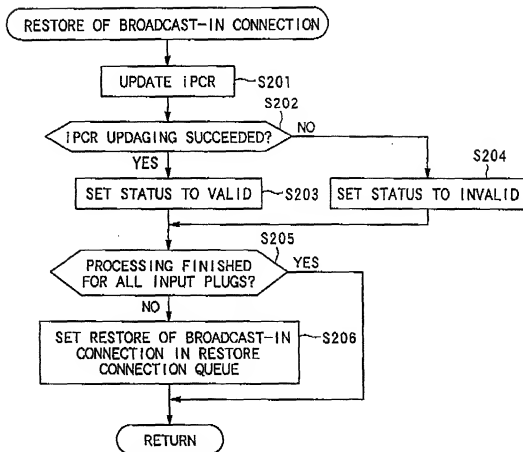 RESTORE OF BROADCAST-IN CONNECTION
UPDATE iPCR
S201
S202
iPCR UPDAGING SUCCEEDED?
NO
YES
S204
SET STATUS TO VALID
S203
SET STATUS TO INVALID
S205
PROCESSING FINISHED
FOR ALL INPUT PLUGS?
YES
NO
SET RESTORE OF BROADCAST-IN
CONNECTION IN RESTORE
CONNECTION QUEUE
S206
RETURN